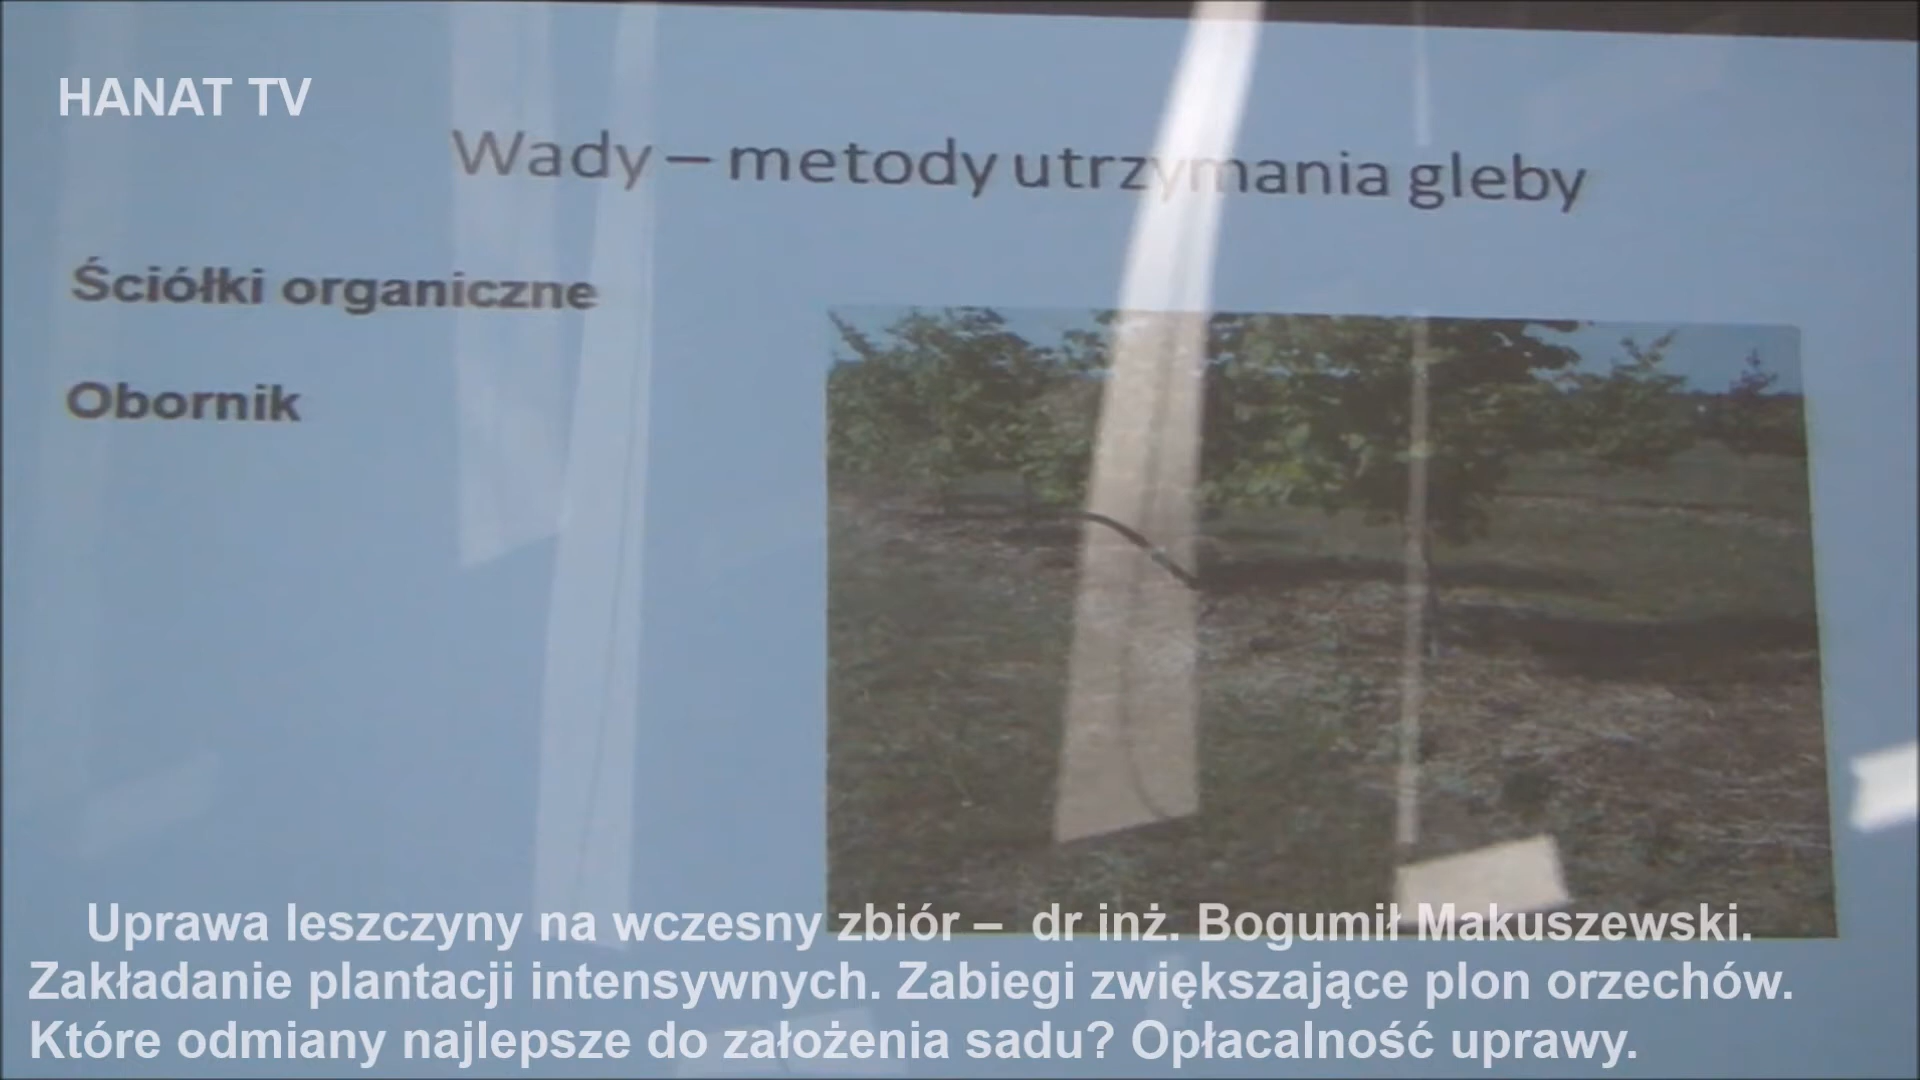 HANAT TV
Wady – metody utrzymania gleby
Ściółki organiczne
Obornik
Uprawa leszczyny na wczesny zbiór – dr inż. Bogumił Makuszewski.
Zakładanie plantacji intensywnych. Zabiegi zwiększające plon orzechów.
Które odmiany najlepsze do założenia sadu? Opłacalność uprawy.